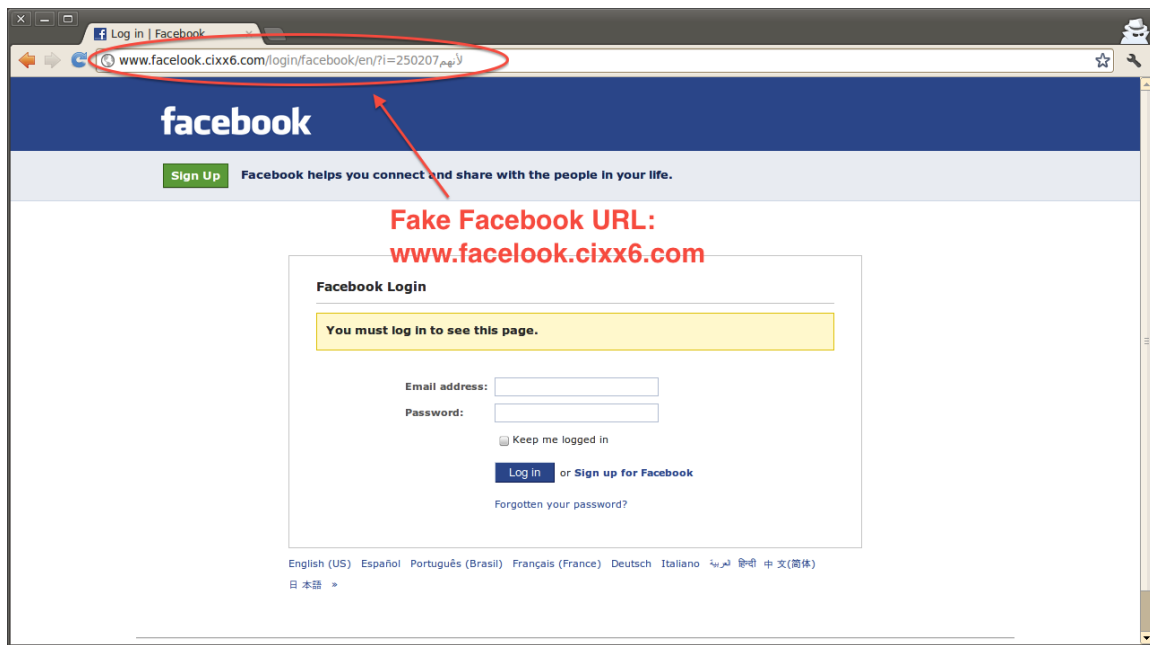 Log in | Facebook
www.facelook.cixx6.com/login/facebook/en/?i=250207لأنهم
facebook
Sign Up Facebook helps you connect and share with the people in your life.
Fake Facebook URL:
www.facelook.cixx6.com
Facebook Login
You must log in to see this page.
Email address:
Password:
Keep me logged in
Log in or Sign up for Facebook
Forgotten your password?
English (US) Español Português (Brasil) Français (France) Deutsch Italiano العربية हिन्दी 中文(简体)
日本語 »